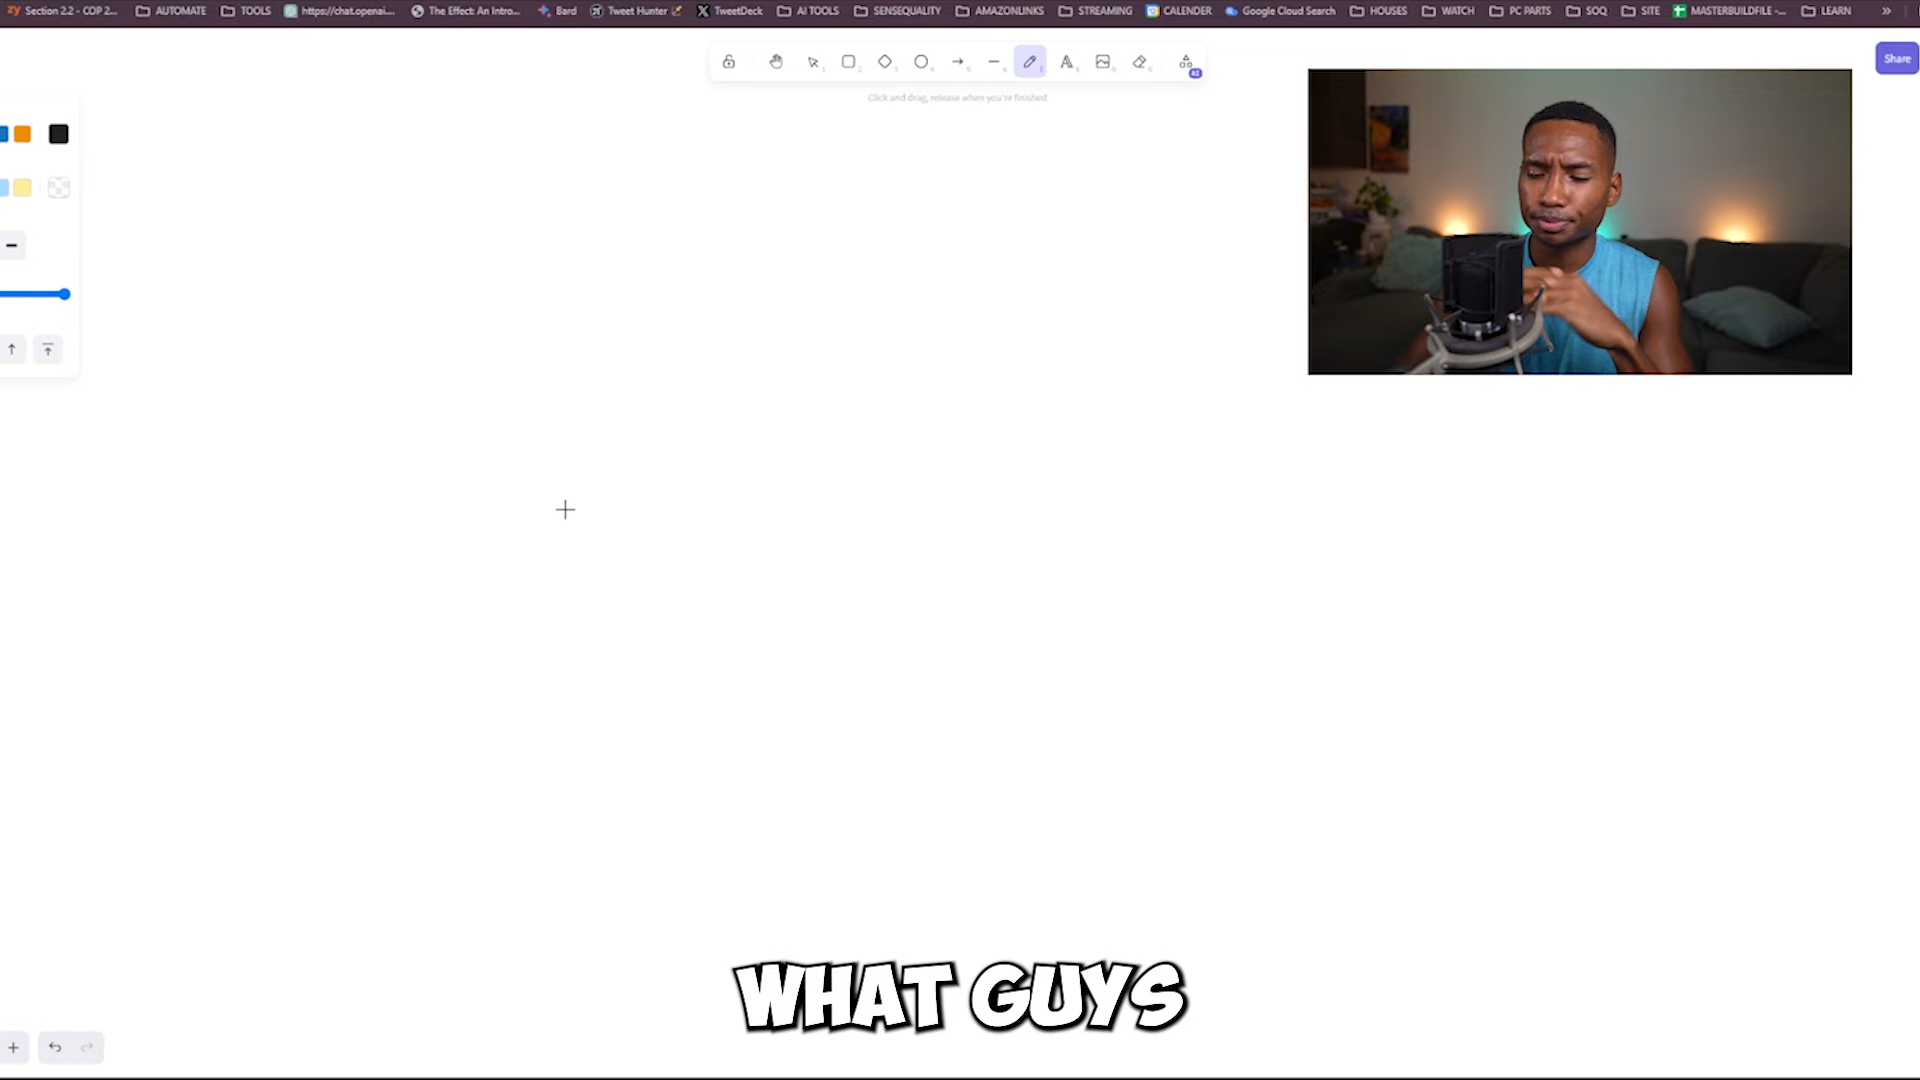 Section 2.2 - COP 2... AUTOMATE TOOLS https://chat.openai.... The Effect: An Intro... Bard Tweet Hunter TweetDeck AI TOOLS SENSEQUALITY AMAZONLINKS STREAMING CALENDER Google Cloud Search HOUSES WATCH PC PARTS SOQ SITE MASTERBUILDFILE -... LEARN »
Share
Click and drag, release when you're finished
WHAT GUYS